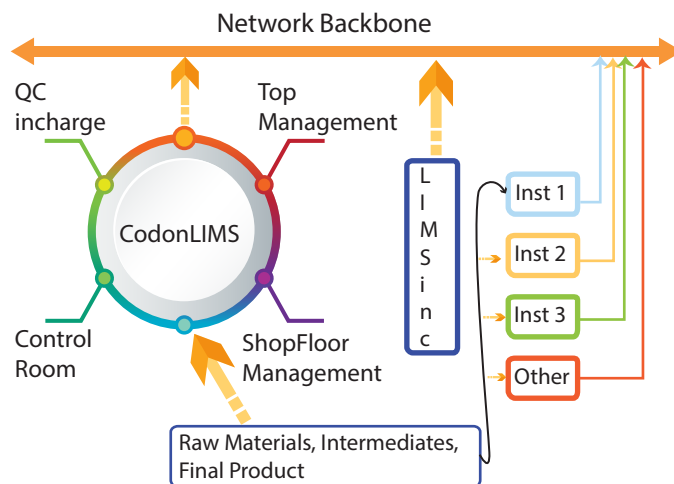 Network Backbone
QC
incharge
Top
Management
CodonLIMS
Control
Room
ShopFloor
Management
L
I
M
S
i
n
c
Inst 1
Inst 2
Inst 3
Other
Raw Materials, Intermediates,
Final Product